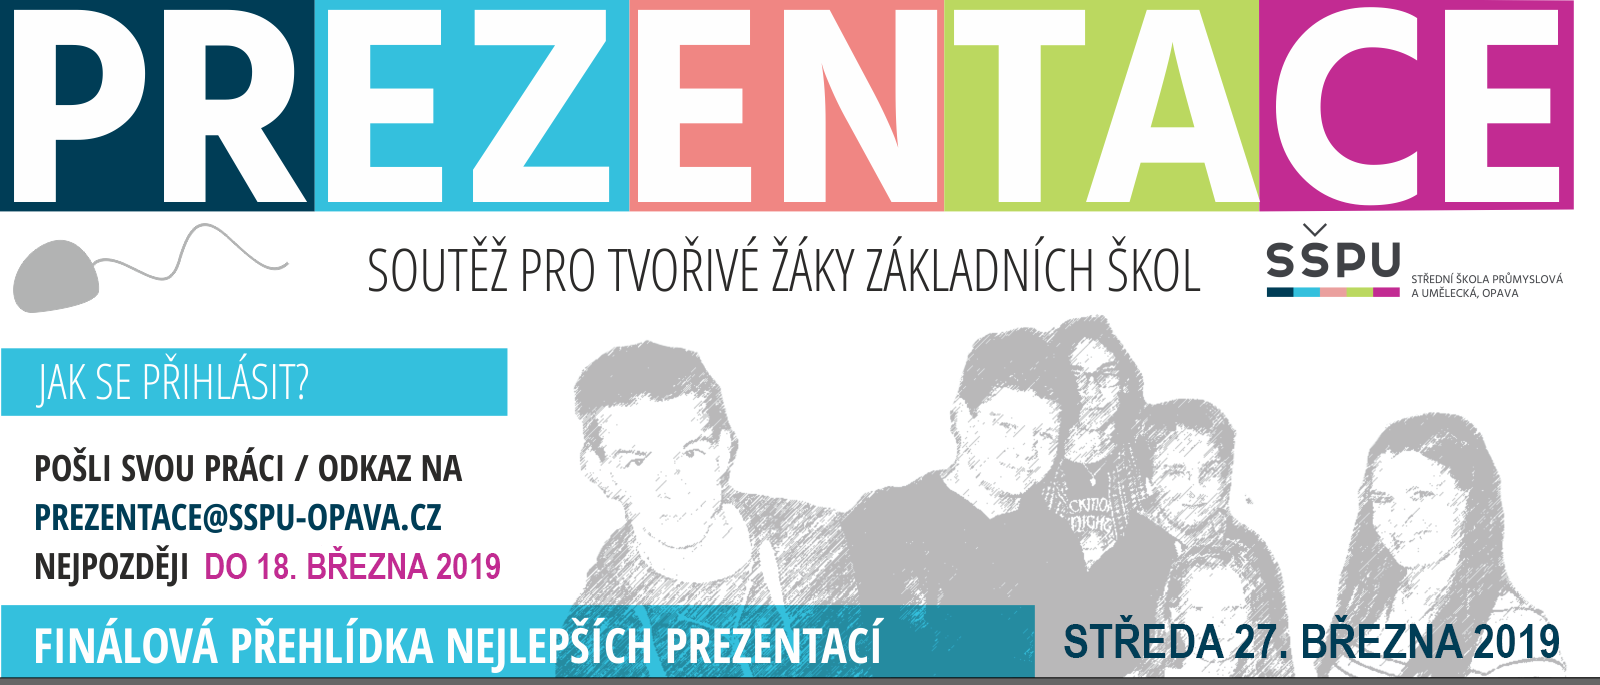 PREZENTACE
SOUTĚŽ PRO TVOŘIVÉ ŽÁKY ZÁKLADNÍCH ŠKOL
SŠPU
STŘEDNÍ ŠKOLA PRŮMYSLOVÁ
A UMĚLECKÁ, OPAVA
JAK SE PŘIHLÁSIT?
POŠLI SVOU PRÁCI / ODKAZ NA
PREZENTACE@SSPU-OPAVA.CZ
NEJPOZDĚJI DO 18. BŘEZNA 2019
FINÁLOVÁ PŘEHLÍDKA NEJLEPŠÍCH PREZENTACÍ
STŘEDA 27. BŘEZNA 2019